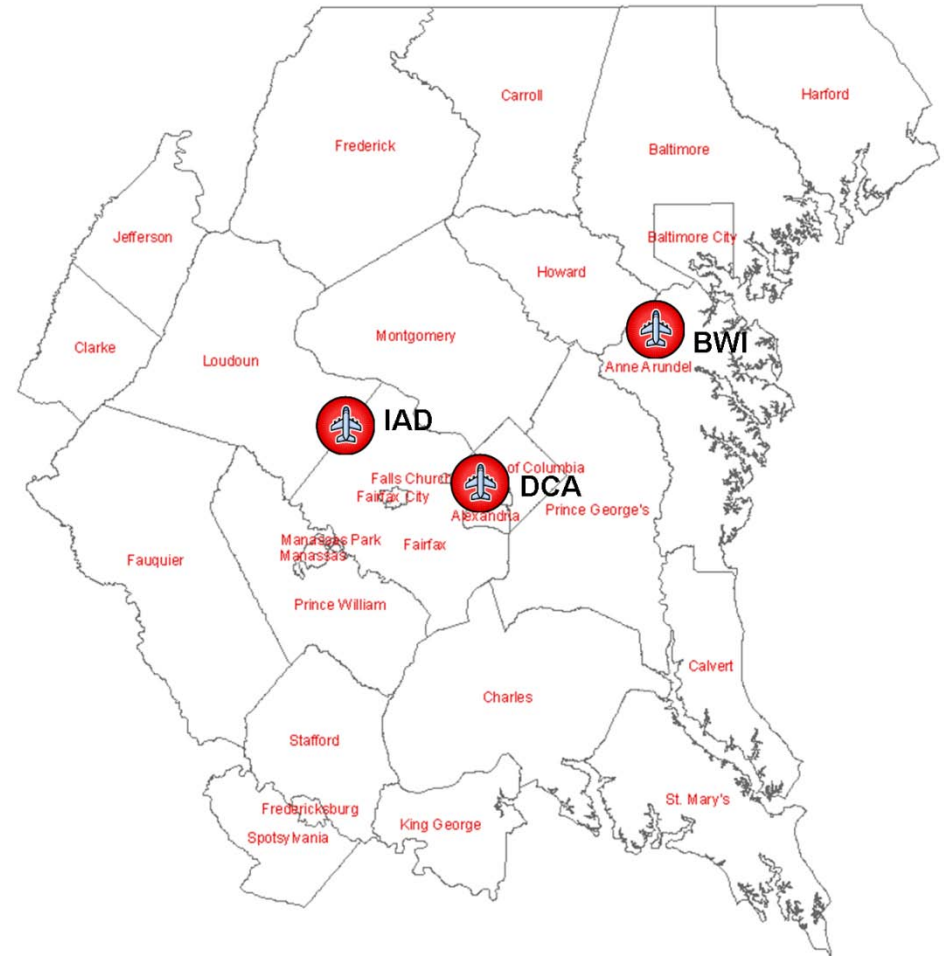 Carroll
Harford
Frederick
Baltimore
Jefferson
Baltimore City
Howard
Clarke
Loudoun
Montgomery
BWI
Anne Arundel
IAD
of Columbia
Falls Church
DCA
Fairfax City
Alexandria
Prince George's
Manassas Park
Fairfax
Manassas
Fauquier
Prince William
Calvert
Charles
Stafford
St. Mary's
Fredericksburg
King George
Spotsylvania